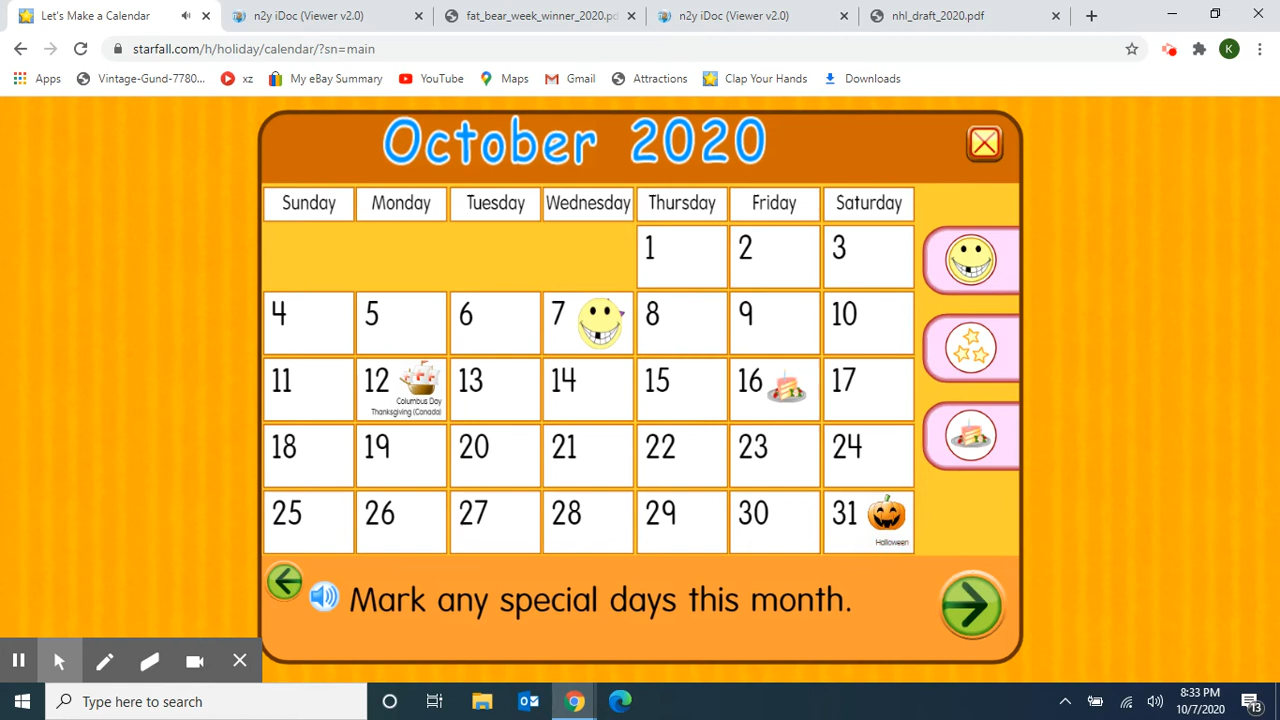 Let's Make a Calendar
n2y iDoc (Viewer v2.0)
fat_bear_week_winner_2020.pd
n2y iDoc (Viewer v2.0)
nhl_draft_2020.pdf
starfall.com/h/holiday/calendar/?sn=main
K
Apps
Vintage-Gund-7780...
xz
My eBay Summary
YouTube
Maps
Gmail
Attractions
Clap Your Hands
Downloads
October 2020
Sunday Monday Tuesday Wednesday Thursday Friday Saturday
1 2 3
4 5 6 7 8 9 10
11 12 13 14 15 16 17
Columbus Day
Thanksgiving (Canada)
18 19 20 21 22 23 24
25 26 27 28 29 30 31
Halloween
Mark any special days this month.
Type here to search
8:33 PM
10/7/2020
13